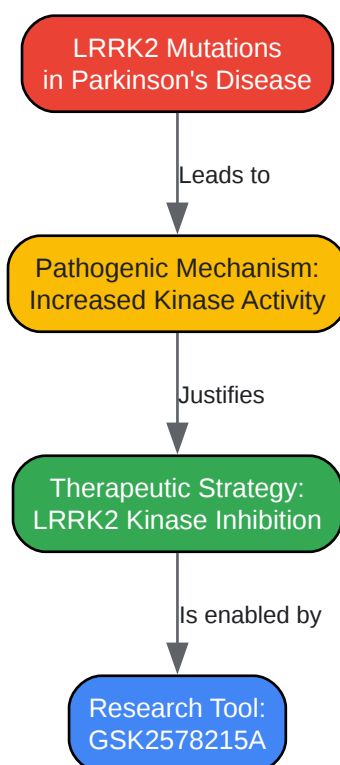 LRRK2 Mutations
in Parkinson's Disease
Leads to
Pathogenic Mechanism:
Increased Kinase Activity
Justifies
Therapeutic Strategy:
LRRK2 Kinase Inhibition
Is enabled by
Research Tool:
GSK2578215A